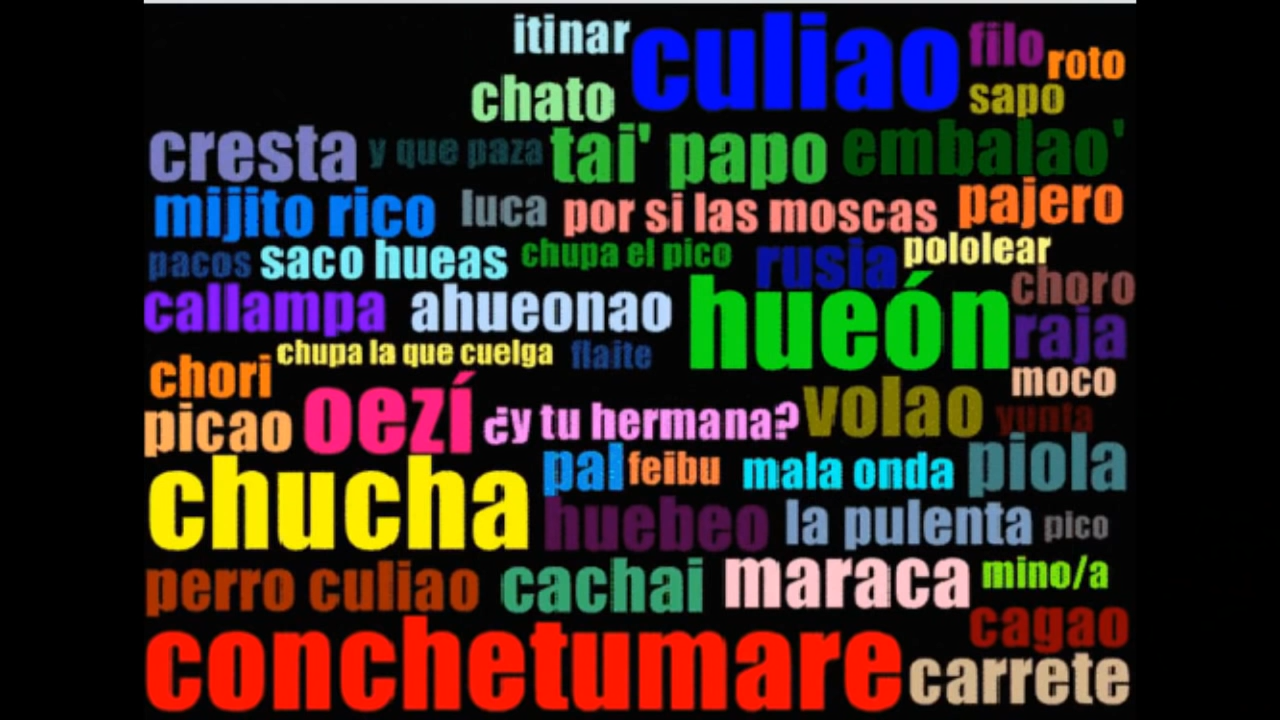 itinar culiao filo roto
chato sapo
cresta y que paza tai' papo embalao'
mijito rico luca por si las moscas pajero
pacos saco hueas chupa el pico rusia pololear
callampa ahueonao hueón choro
raja
chori chupa la que cuelga flaite moco
picao oezí ¿y tu hermana? volao yunta
chucha pal feibu mala onda piola
huebeo la pulenta pico
perro culiao cachai maraca mino/a
cagao
conchetumare carrete